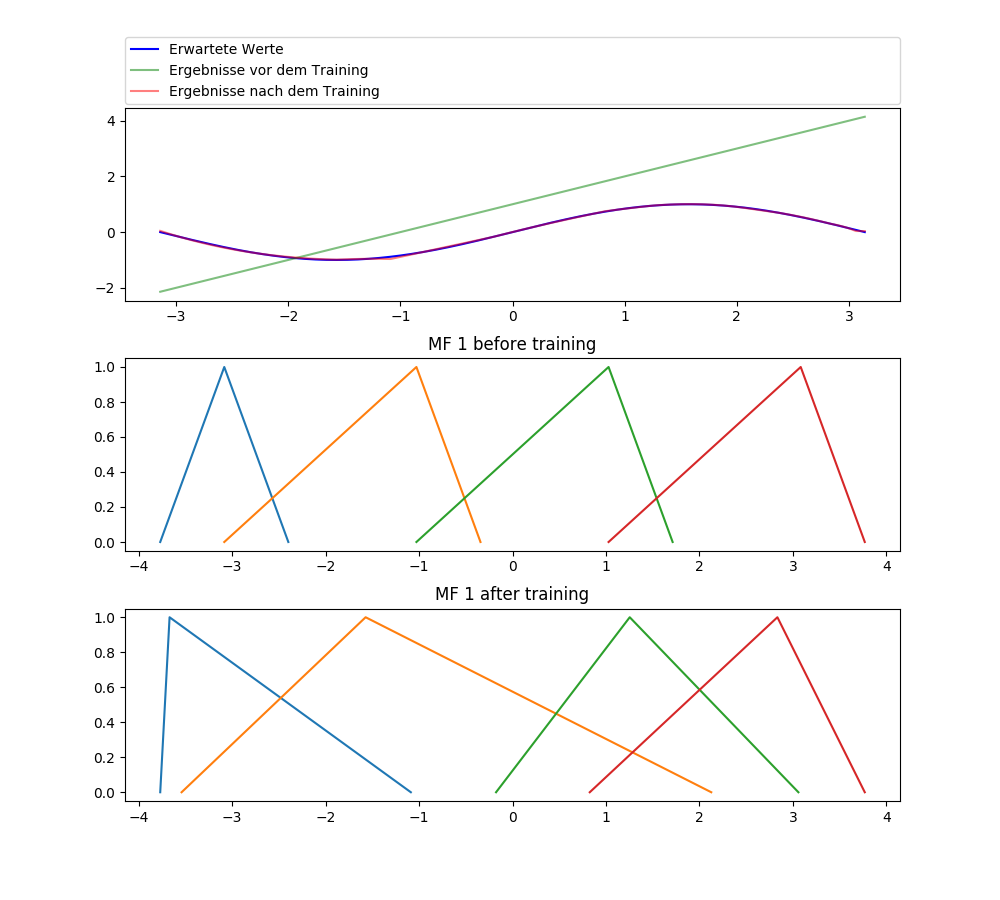 Erwartete Werte
Ergebnisse vor dem Training
Ergebnisse nach dem Training
4
2
0
−2
−3 −2 −1 0 1 2 3
MF 1 before training
1.0
0.8
0.6
0.4
0.2
0.0
−4 −3 −2 −1 0 1 2 3 4
MF 1 after training
1.0
0.8
0.6
0.4
0.2
0.0
−4 −3 −2 −1 0 1 2 3 4